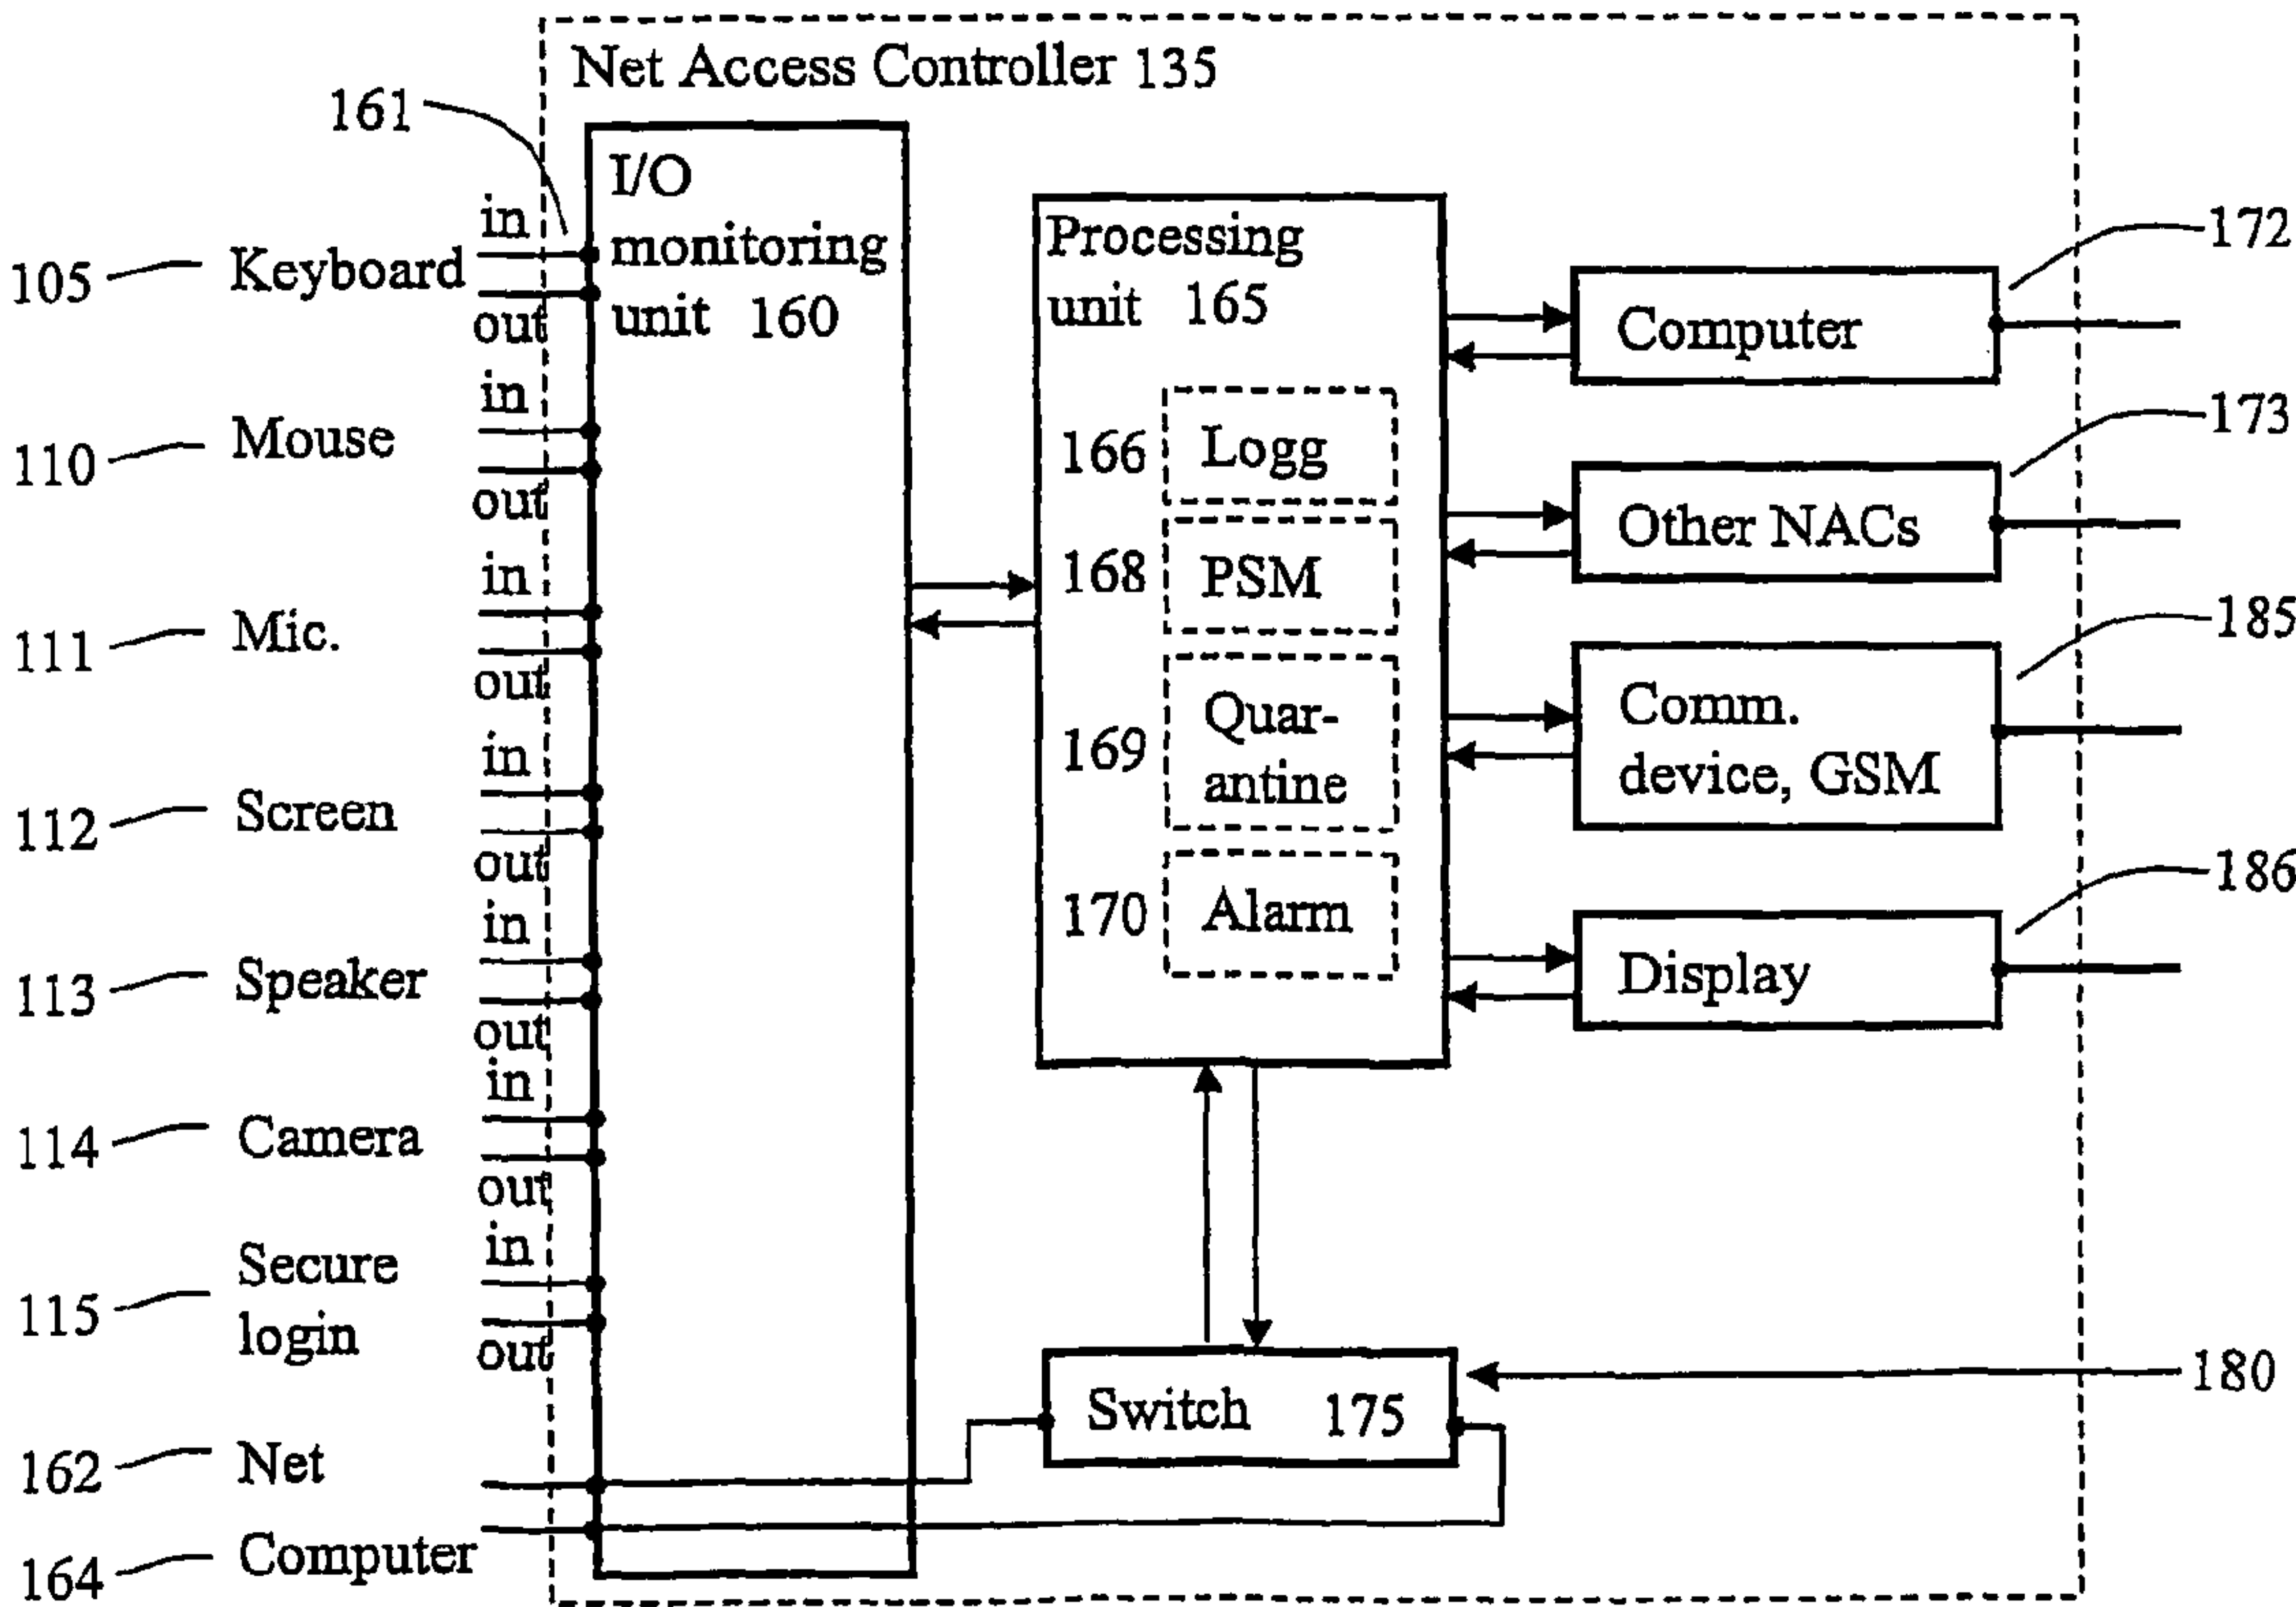 Net Access Controller 135
161
I/O
monitoring
unit 160
in
105 Keyboard
out
in
110 Mouse
out
in
111 Mic.
out
in
112 Screen
out
in
113 Speaker
out
in
114 Camera
out
in
115 Secure
login
out
162 Net
164 Computer
Processing
unit 165
166 Logg
168 PSM
169 Quar-
antine
170 Alarm
Computer
172
Other NACs
173
Comm.
device, GSM
185
Display
186
Switch 175
180